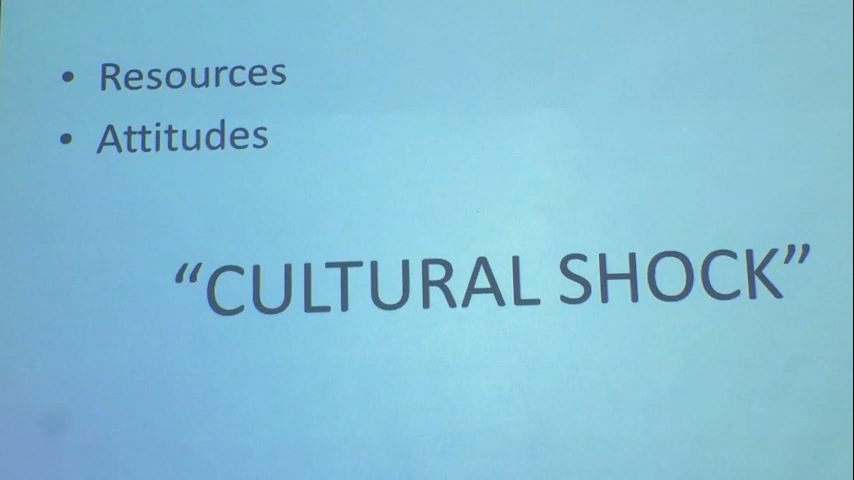 • Resources
• Attitudes
“CULTURAL SHOCK”